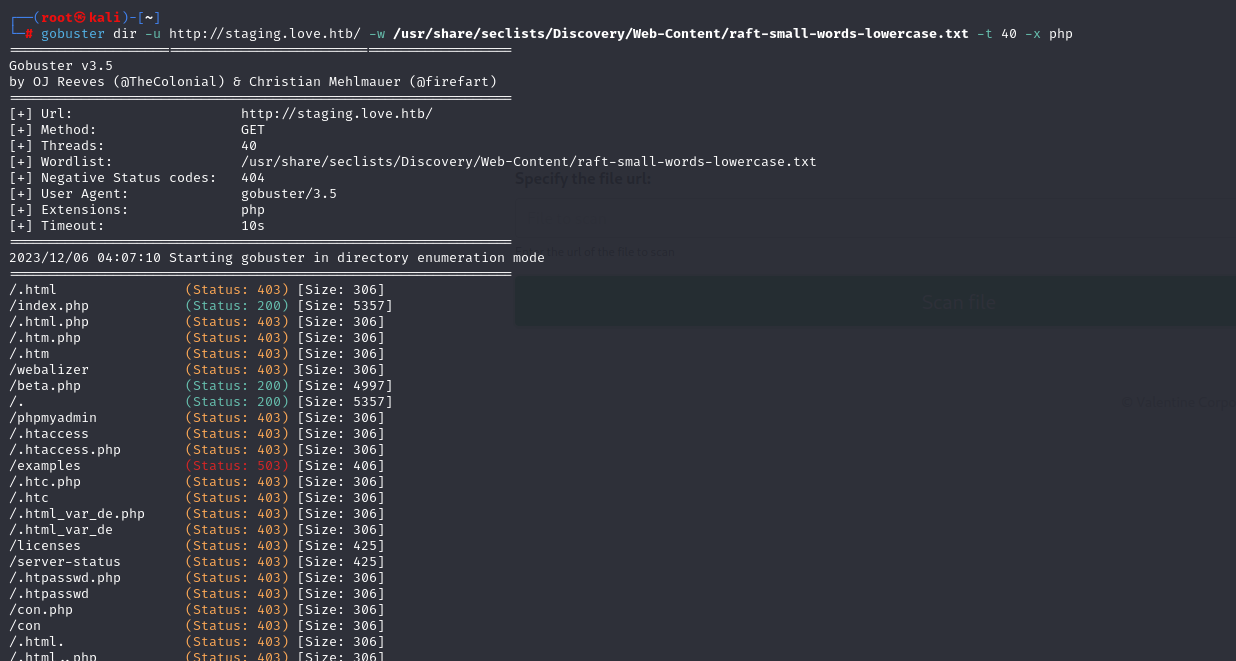 ┌──(root㉿kali)-[~]
└─# gobuster dir -u http://staging.love.htb/ -w /usr/share/seclists/Discovery/Web-Content/raft-small-words-lowercase.txt -t 40 -x php
===============================================================
Gobuster v3.5
by OJ Reeves (@TheColonial) & Christian Mehlmauer (@firefart)
===============================================================
[+] Url:                     http://staging.love.htb/
[+] Method:                  GET
[+] Threads:                 40
[+] Wordlist:                /usr/share/seclists/Discovery/Web-Content/raft-small-words-lowercase.txt
[+] Negative Status codes:   404
[+] User Agent:              gobuster/3.5
[+] Extensions:              php
[+] Timeout:                 10s
===============================================================
2023/12/06 04:07:10 Starting gobuster in directory enumeration mode
===============================================================
/.html                (Status: 403) [Size: 306]
/index.php            (Status: 200) [Size: 5357]
/.html.php            (Status: 403) [Size: 306]
/.htm.php             (Status: 403) [Size: 306]
/.htm                 (Status: 403) [Size: 306]
/webalizer            (Status: 403) [Size: 306]
/beta.php             (Status: 200) [Size: 4997]
/.                    (Status: 200) [Size: 5357]
/phpmyadmin           (Status: 403) [Size: 306]
/.htaccess            (Status: 403) [Size: 306]
/.htaccess.php        (Status: 403) [Size: 306]
/examples             (Status: 503) [Size: 406]
/.htc.php             (Status: 403) [Size: 306]
/.htc                 (Status: 403) [Size: 306]
/.html_var_de.php     (Status: 403) [Size: 306]
/.html_var_de         (Status: 403) [Size: 306]
/licenses             (Status: 403) [Size: 425]
/server-status        (Status: 403) [Size: 425]
/.htpasswd.php        (Status: 403) [Size: 306]
/.htpasswd            (Status: 403) [Size: 306]
/con.php              (Status: 403) [Size: 306]
/con                  (Status: 403) [Size: 306]
/.html.               (Status: 403) [Size: 306]
/.html..php           (Status: 403) [Size: 306]
Specify the file url:
the url of the file to scan
Scan file